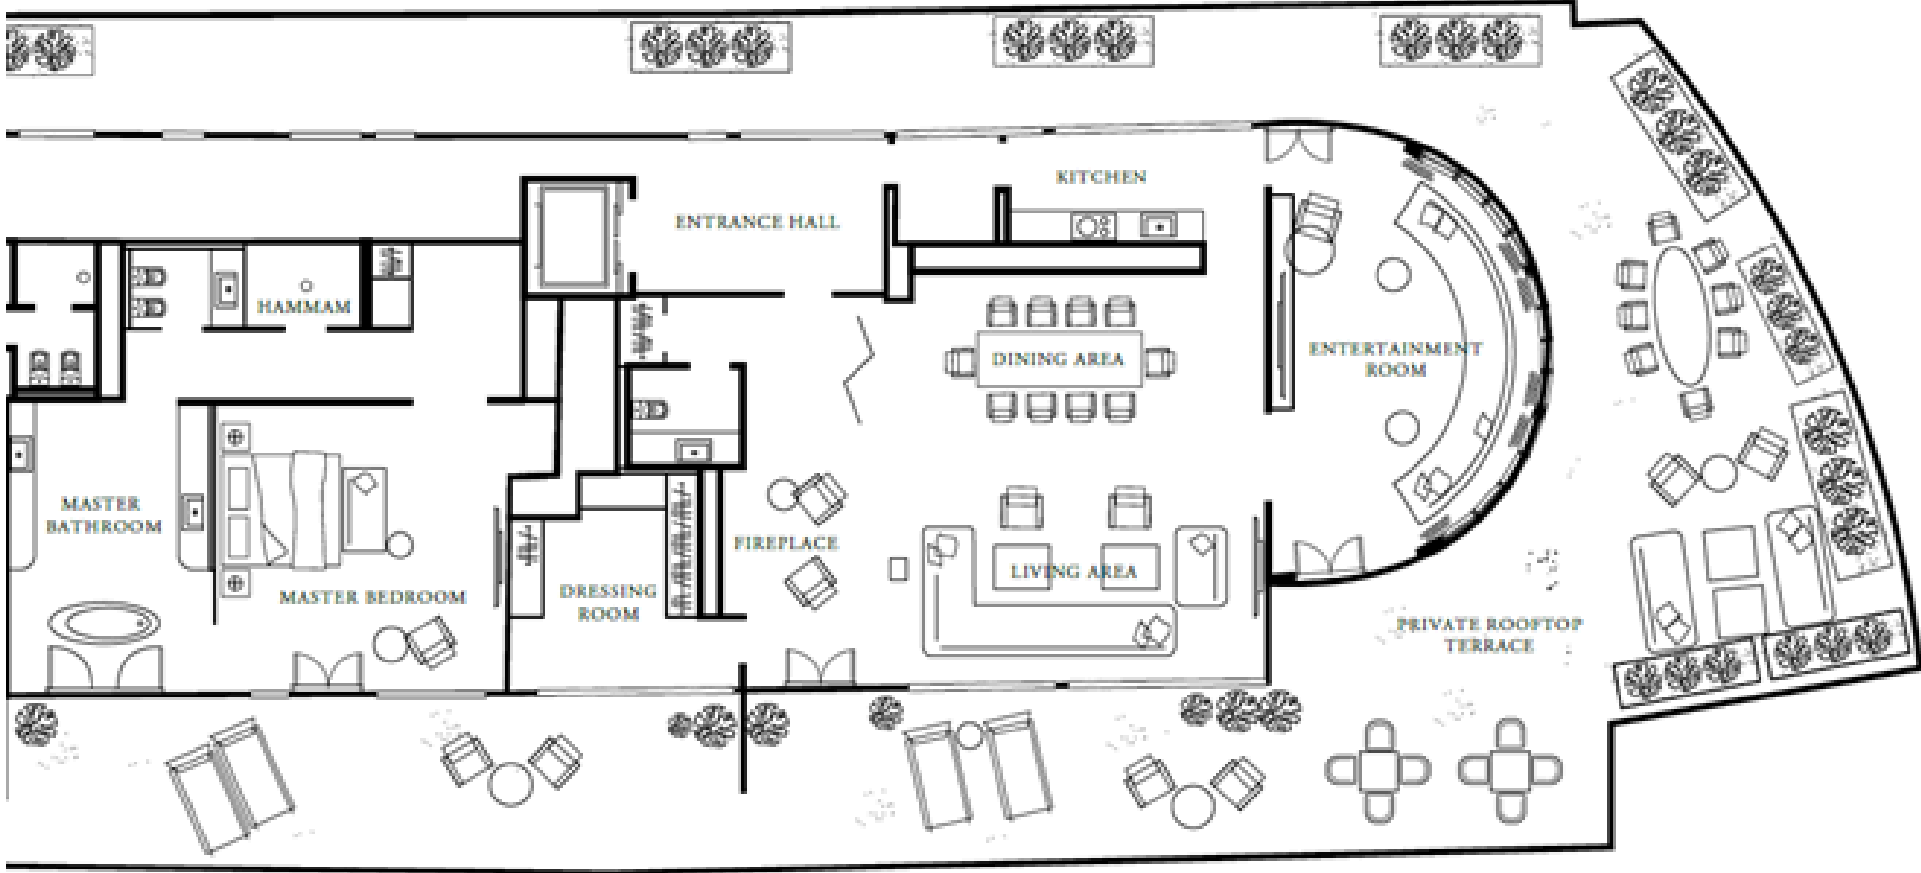 KITCHEN
ENTRANCE HALL
HAMMAM
DINING AREA
ENTERTAINMENT
ROOM
MASTER
BATHROOM
FIREPLACE
LIVING AREA
MASTER BEDROOM
DRESSING
ROOM
PRIVATE ROOFTOP
TERRACE